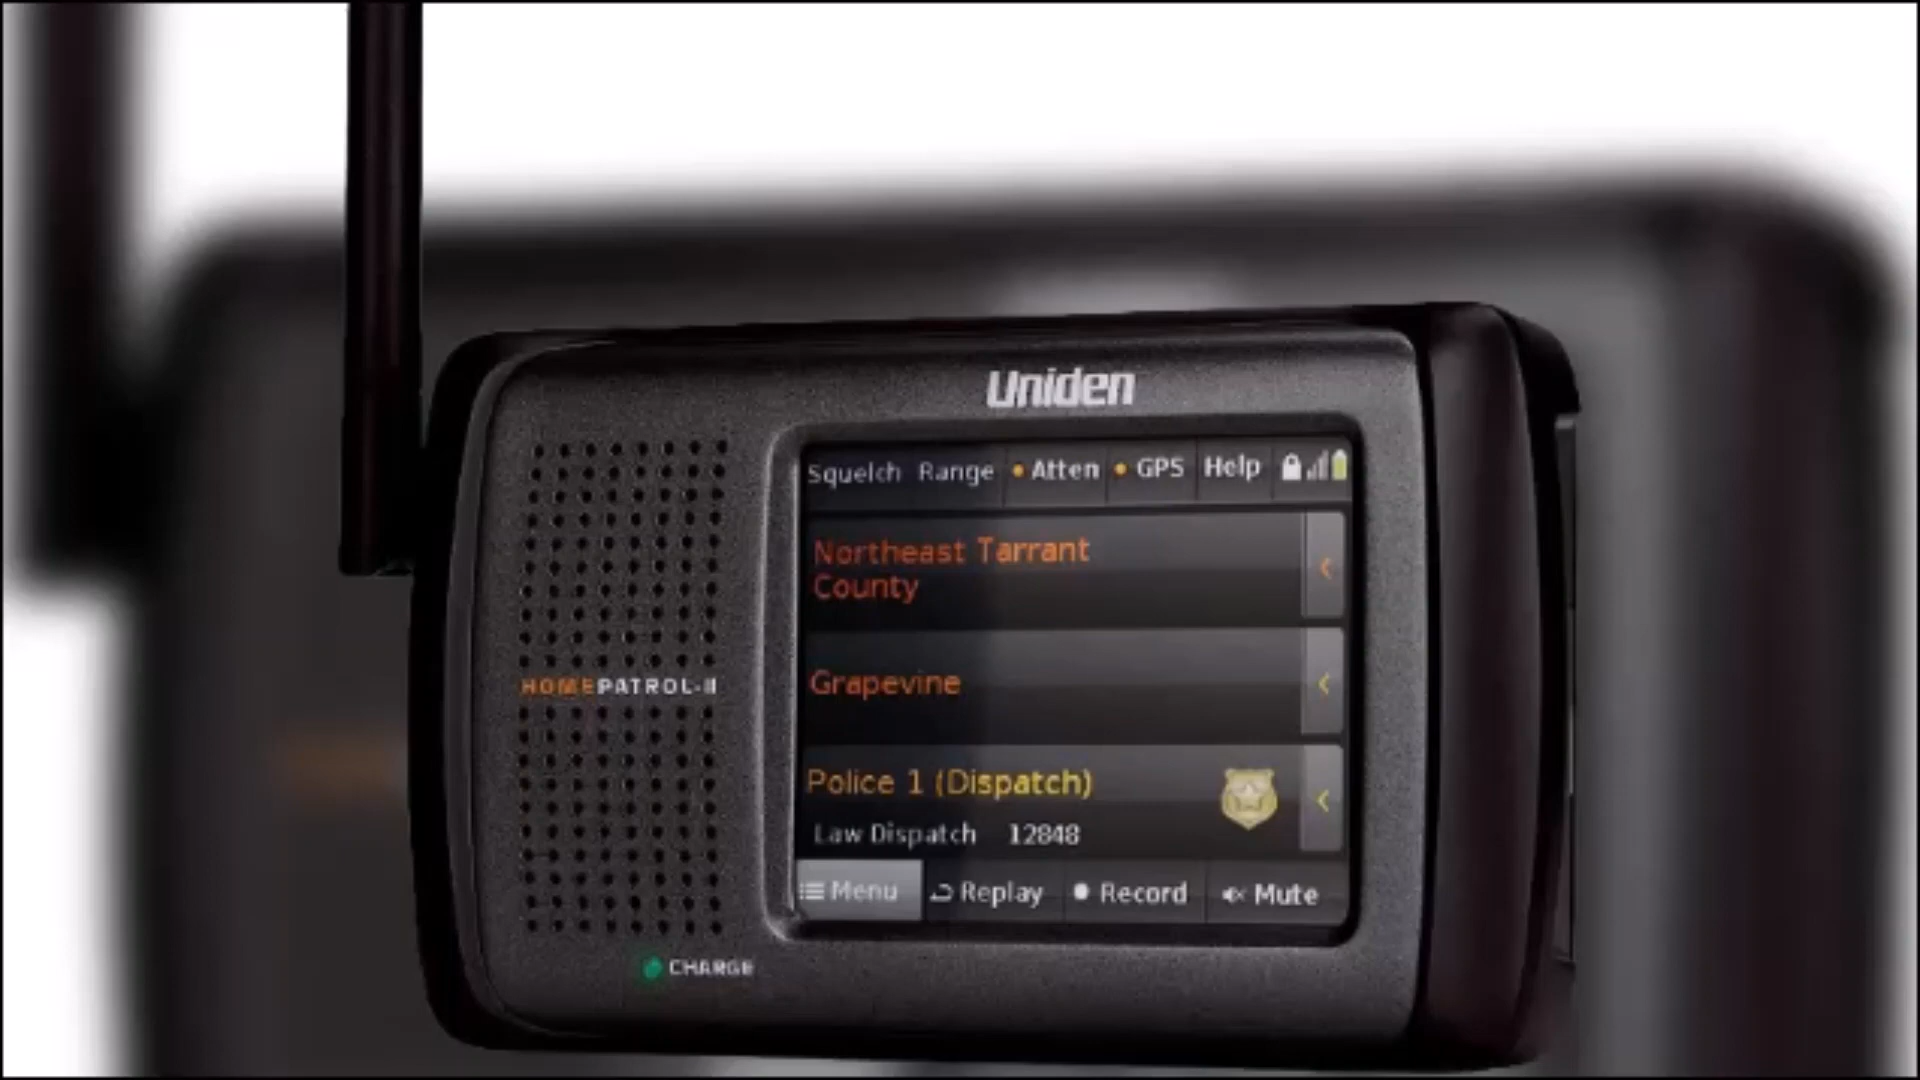 Uniden
Squelch Range Atten GPS Help
Northeast Tarrant
County
Grapevine
HOMEPATROL-II
Police 1 (Dispatch)
Law Dispatch 12848
Menu Replay Record Mute
CHARGE